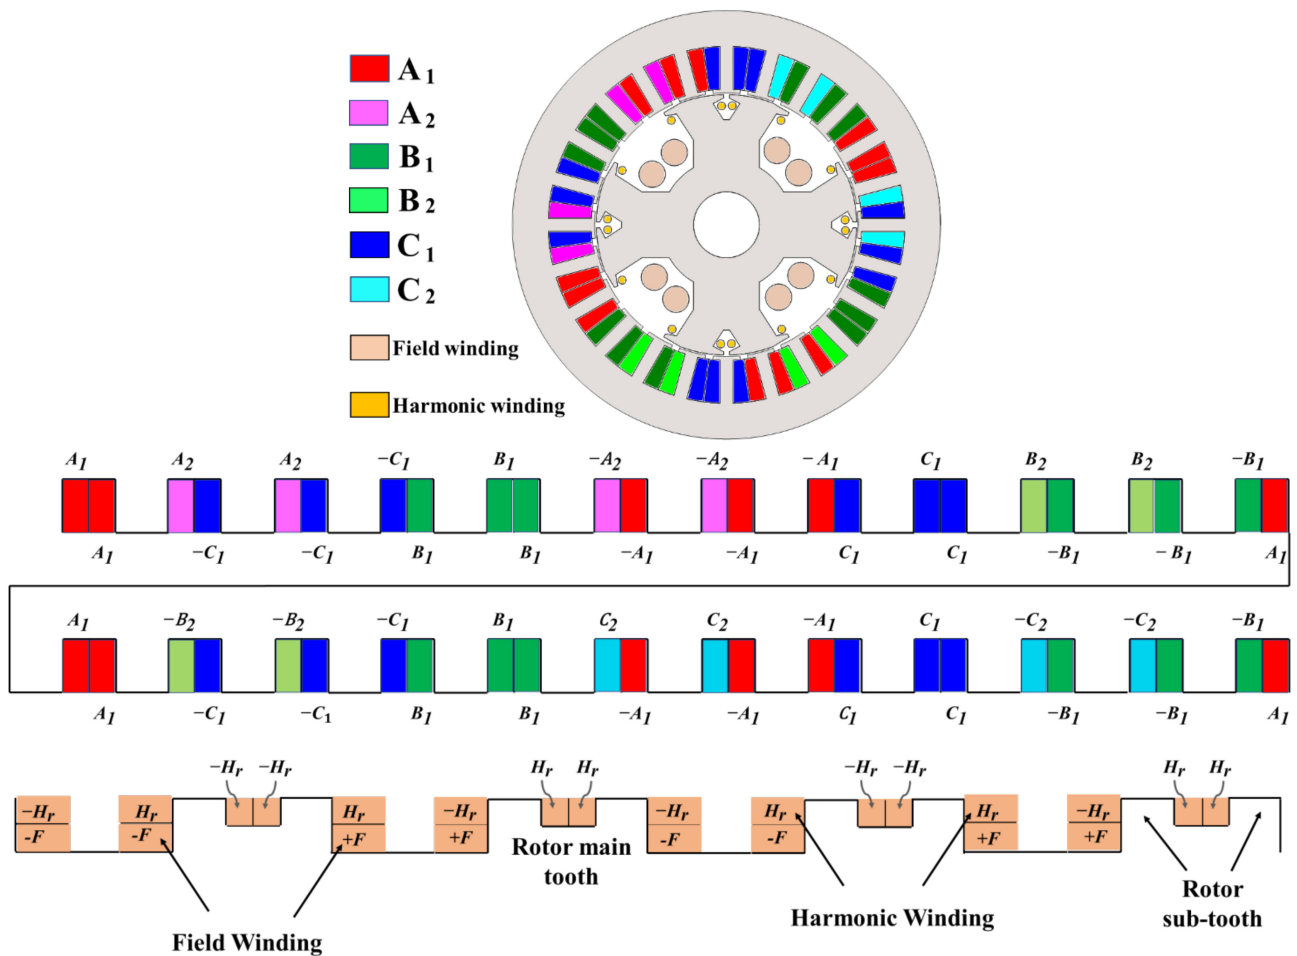 A1
A2
B1
B2
C1
C2
Field winding
Harmonic winding
A1 A2 A2 −C1 B1 −A2 −A2 −A1 C1 B2 B2 −B1
A1 −C1 −C1 B1 B1 −A1 −A1 C1 C1 −B1 −B1 A1
A1 −B2 −B2 −C1 B1 C2 C2 −A1 C1 −C2 −C2 −B1
A1 −C1 −C1 B1 B1 −A1 −A1 C1 C1 −B1 −B1 A1
−Hr −Hr Hr Hr −Hr −Hr Hr Hr
−Hr Hr Hr −Hr −Hr Hr Hr −Hr
-F -F +F +F -F -F +F +F
Rotor main
tooth
Rotor
sub-tooth
Harmonic Winding
Field Winding